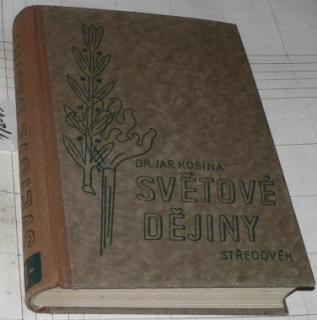 DR. JAR. KOSINA
SVĚTOVÉ
DĚJINY
STŘEDOVĚK